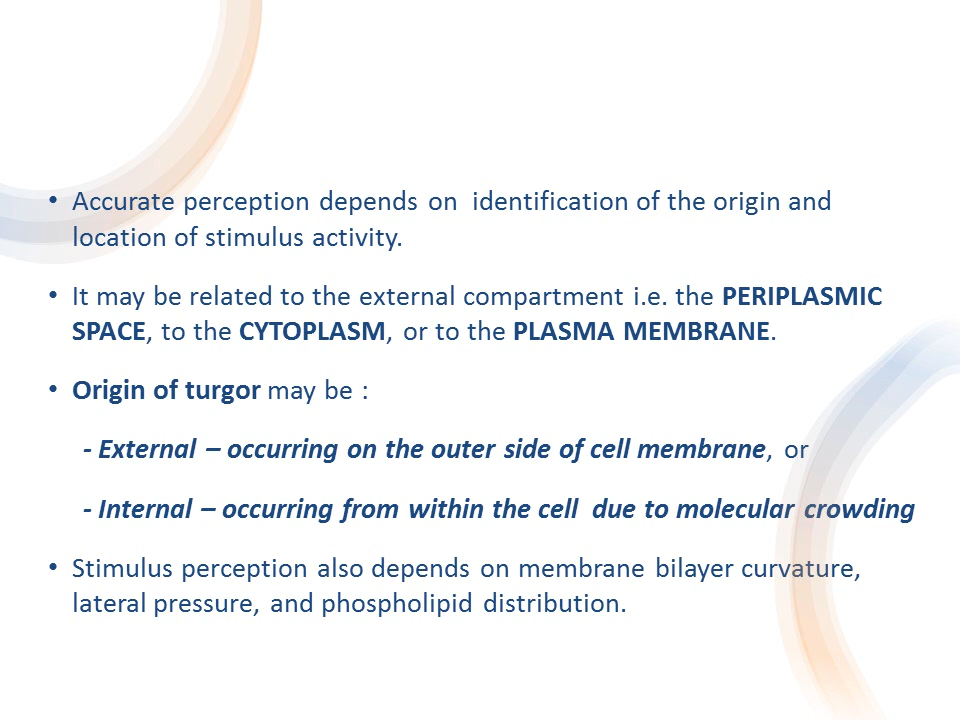 • Accurate perception depends on  identification of the origin and
location of stimulus activity.
• It may be related to the external compartment i.e. the PERIPLASMIC
SPACE, to the CYTOPLASM, or to the PLASMA MEMBRANE.
• Origin of turgor may be :
- External – occurring on the outer side of cell membrane, or
- Internal – occurring from within the cell  due to molecular crowding
• Stimulus perception also depends on membrane bilayer curvature,
lateral pressure, and phospholipid distribution.